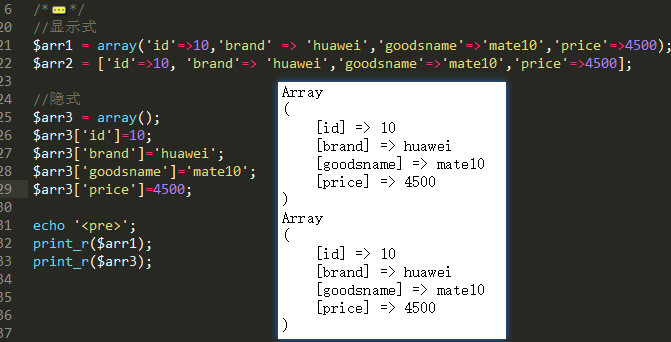 6 /* */
20 //显示式
21 $arr1 = array('id'=>10,'brand' => 'huawei','goodsname'=>'mate10','price'=>4500);
22 $arr2 = ['id'=>10, 'brand'=> 'huawei','goodsname'=>'mate10','price'=>4500];
23
24 //隐式
25 $arr3 = array();
26 $arr3['id']=10;
27 $arr3['brand']='huawei';
28 $arr3['goodsname']='mate10';
29 $arr3['price']=4500;
30
31 echo '<pre>';
32 print_r($arr1);
33 print_r($arr3);
34
35
36
37
Array
(
[id] => 10
[brand] => huawei
[goodsname] => mate10
[price] => 4500
)
Array
(
[id] => 10
[brand] => huawei
[goodsname] => mate10
[price] => 4500
)